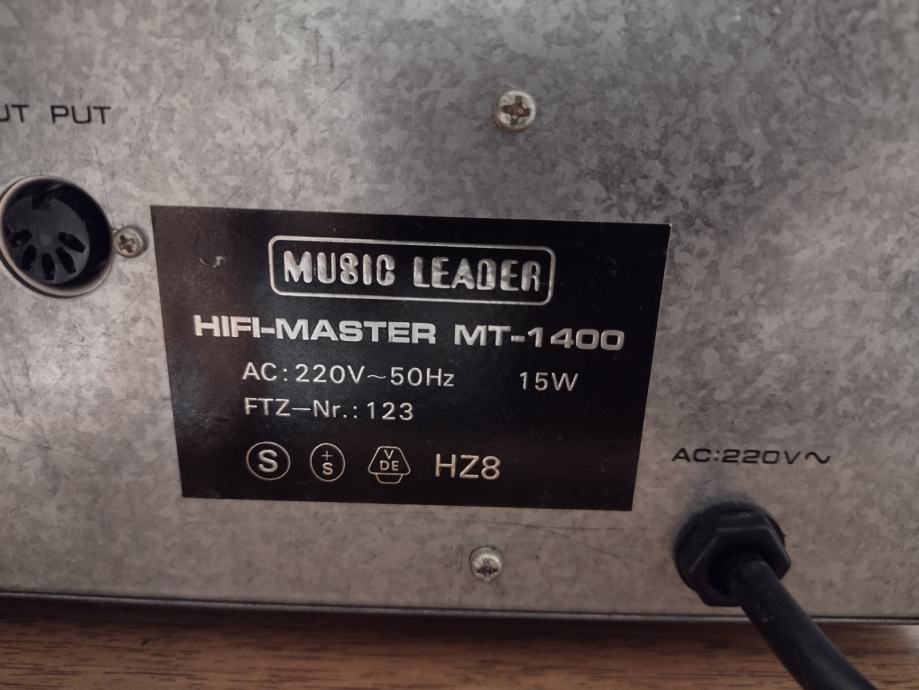 UT PUT
MUSIC LEADER
HIFI-MASTER MT-1400
AC:220V~50Hz 15W
FTZ-Nr.:123
S +S VDE HZ8
AC:220V~